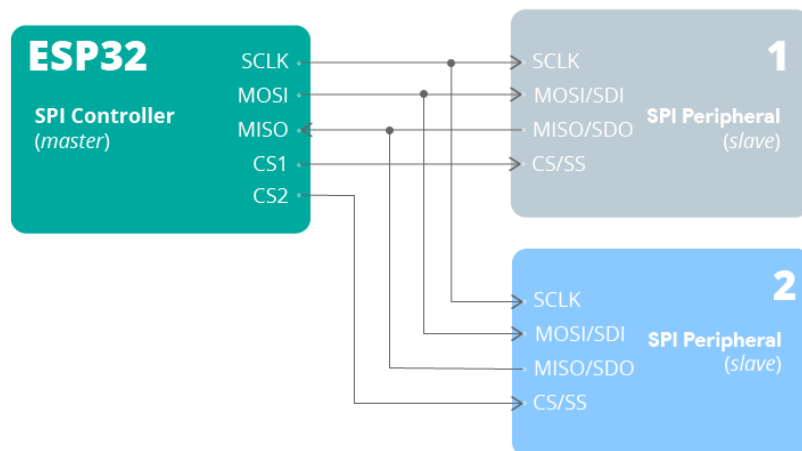 ESP32
SPI Controller
(master)
SCLK
MOSI
MISO
CS1
CS2
1
SCLK
MOSI/SDI
MISO/SDO
CS/SS
SPI Peripheral
(slave)
2
SCLK
MOSI/SDI
MISO/SDO
CS/SS
SPI Peripheral
(slave)